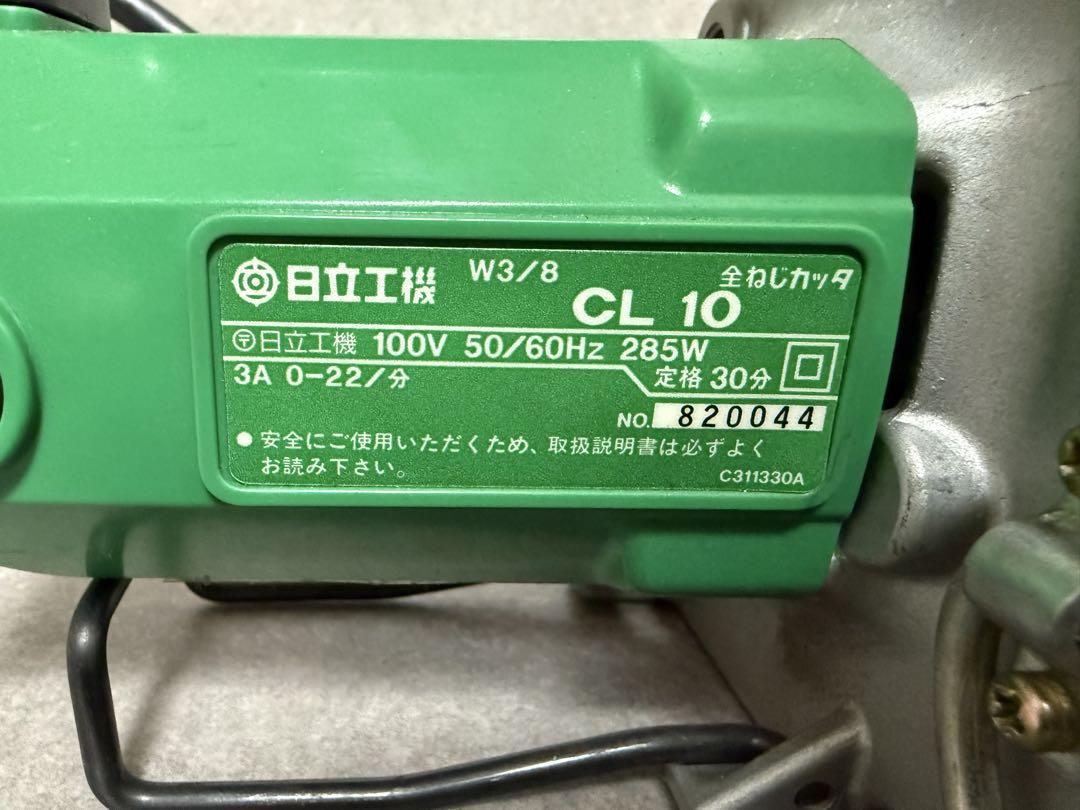 日立工機 W3/8 全ねじカッタ
CL 10
〶日立工機 100V 50/60Hz 285W
3A 0-22/分 定格 30分
NO. 820044
● 安全にご使用いただくため、取扱説明書は必ずよく
お読み下さい。
C311330A